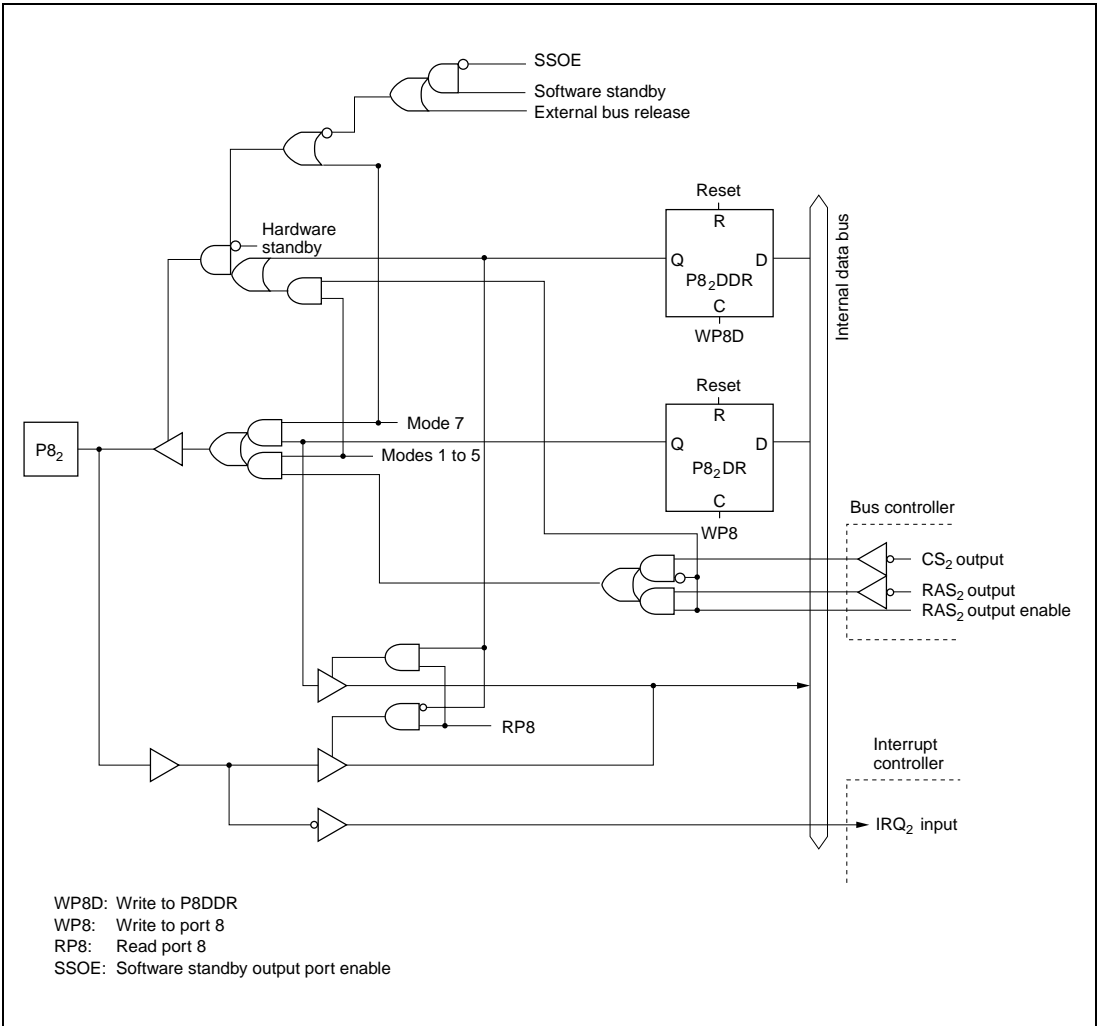 SSOE
Software standby
External bus release
Reset
R
Hardware
standby
Q
D
P8₂DDR
C
WP8D
Internal data bus
Reset
R
Mode 7
P8₂
Q
D
Modes 1 to 5
P8₂DR
C
WP8
Bus controller
CS₂ output
RAS₂ output
RAS₂ output enable
RP8
Interrupt
controller
IRQ₂ input
WP8D: Write to P8DDR
WP8: Write to port 8
RP8: Read port 8
SSOE: Software standby output port enable